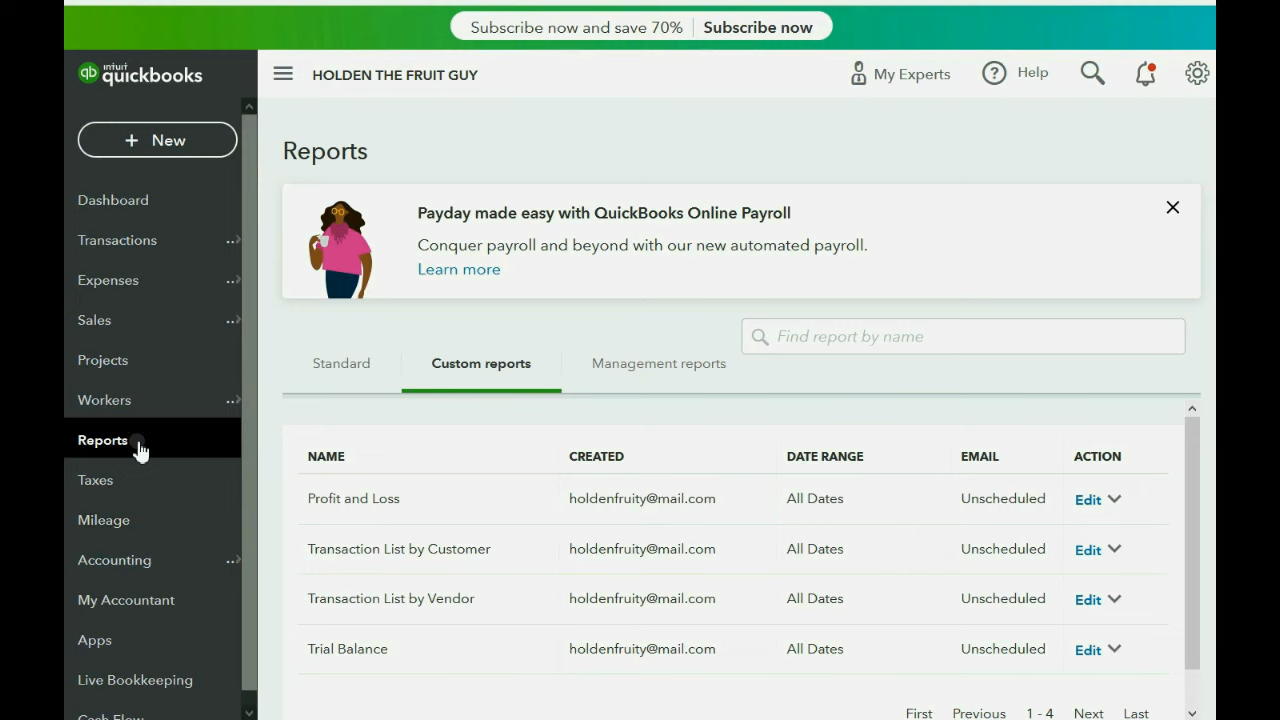 Subscribe now and save 70% Subscribe now
qb intuit quickbooks
HOLDEN THE FRUIT GUY
My Experts
Help
+ New
Dashboard
Transactions
Expenses
Sales
Projects
Workers
Reports
Taxes
Mileage
Accounting
My Accountant
Apps
Live Bookkeeping
Cash Flow
Reports
Payday made easy with QuickBooks Online Payroll
Conquer payroll and beyond with our new automated payroll.
Learn more
Find report by name
Standard Custom reports Management reports
NAME CREATED DATE RANGE EMAIL ACTION
Profit and Loss holdenfruity@mail.com All Dates Unscheduled Edit
Transaction List by Customer holdenfruity@mail.com All Dates Unscheduled Edit
Transaction List by Vendor holdenfruity@mail.com All Dates Unscheduled Edit
Trial Balance holdenfruity@mail.com All Dates Unscheduled Edit
First Previous 1 - 4 Next Last